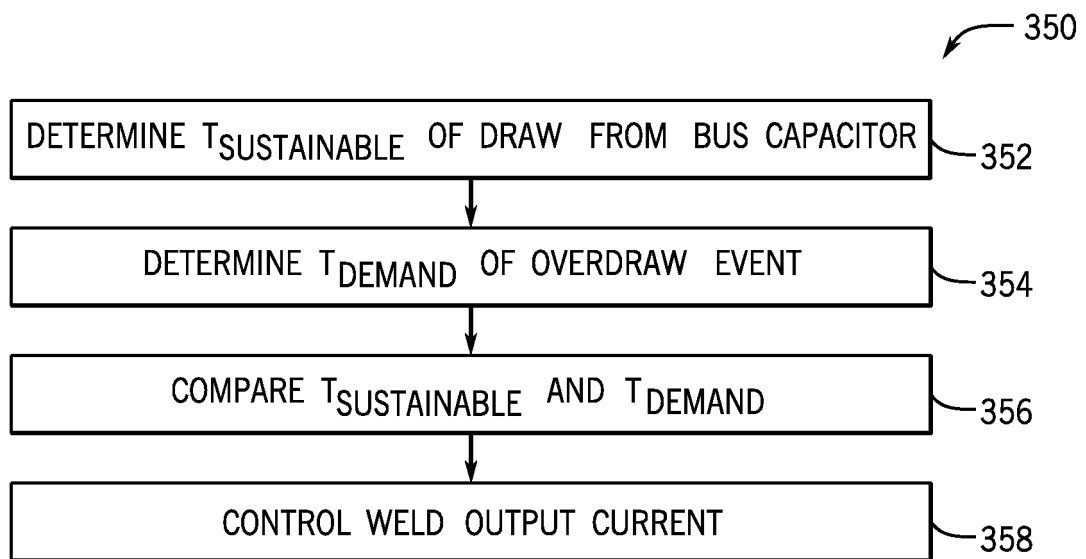 350
DETERMINE TSUSTAINABLE OF DRAW FROM BUS CAPACITOR
352
DETERMINE TDEMAND OF OVERDRAW EVENT
354
COMPARE TSUSTAINABLE AND TDEMAND
356
CONTROL WELD OUTPUT CURRENT
358